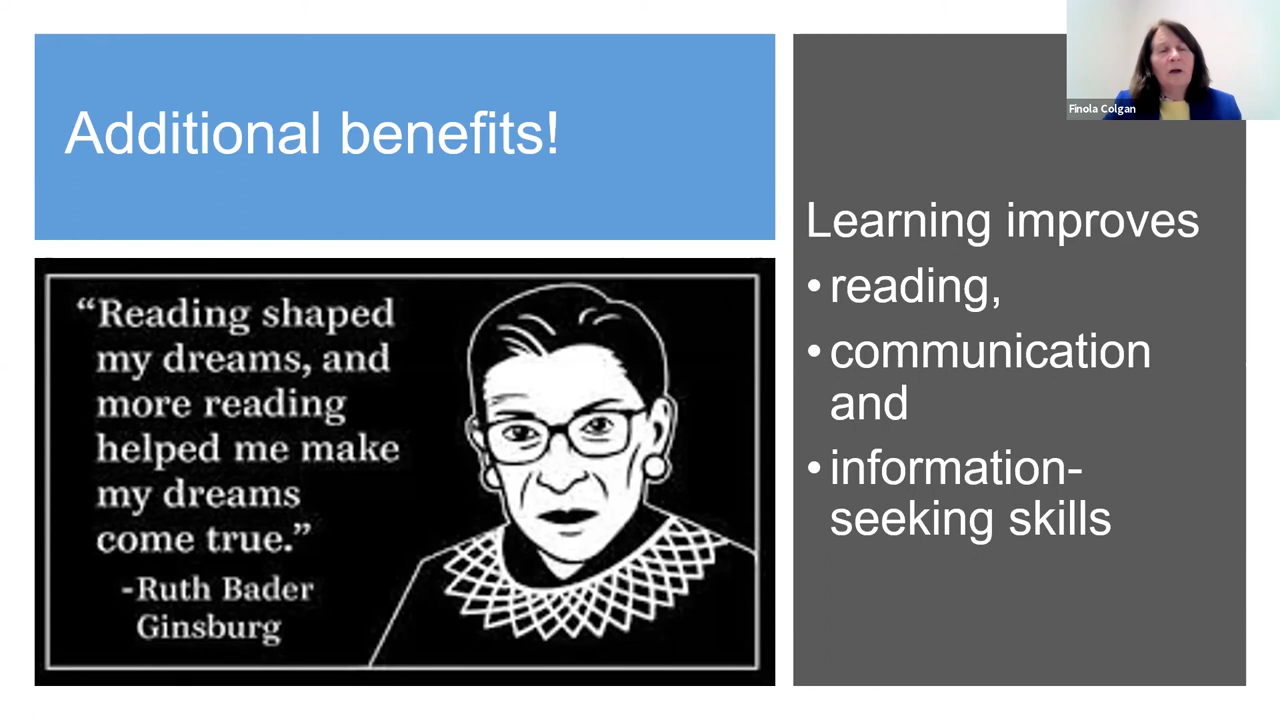 Additional benefits!
“Reading shaped
my dreams, and
more reading
helped me make
my dreams
come true.”
-Ruth Bader
Ginsburg
Finola Colgan
Learning improves
• reading,
• communication
and
• information-
seeking skills